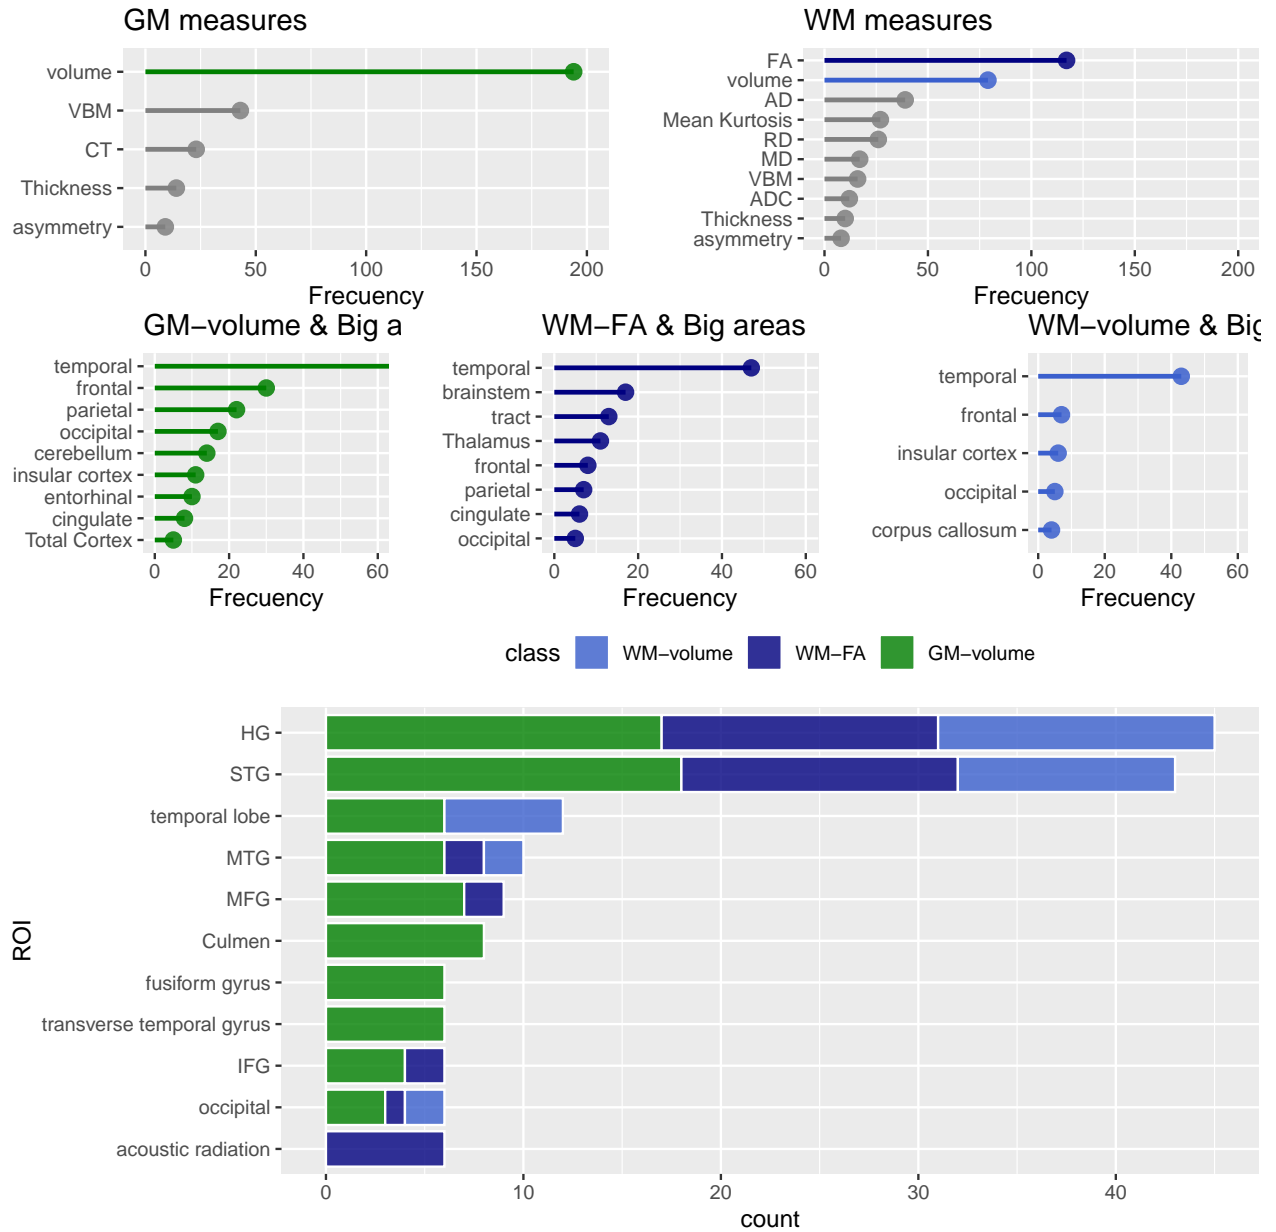 GM measures
volume
VBM
CT
Thickness
asymmetry
0 50 100 150 200
Frecuency
WM measures
FA
volume
AD
Mean Kurtosis
RD
MD
VBM
ADC
Thickness
asymmetry
0 50 100 150 200
Frecuency
GM−volume & Big a
temporal
frontal
parietal
occipital
cerebellum
insular cortex
entorhinal
cingulate
Total Cortex
0 20 40 60
Frecuency
WM−FA & Big areas
temporal
brainstem
tract
Thalamus
frontal
parietal
cingulate
occipital
0 20 40 60
Frecuency
WM−volume & Big
temporal
frontal
insular cortex
occipital
corpus callosum
0 20 40 60
Frecuency
class WM−volume WM−FA GM−volume
ROI
HG
STG
temporal lobe
MTG
MFG
Culmen
fusiform gyrus
transverse temporal gyrus
IFG
occipital
acoustic radiation
0 10 20 30 40
count